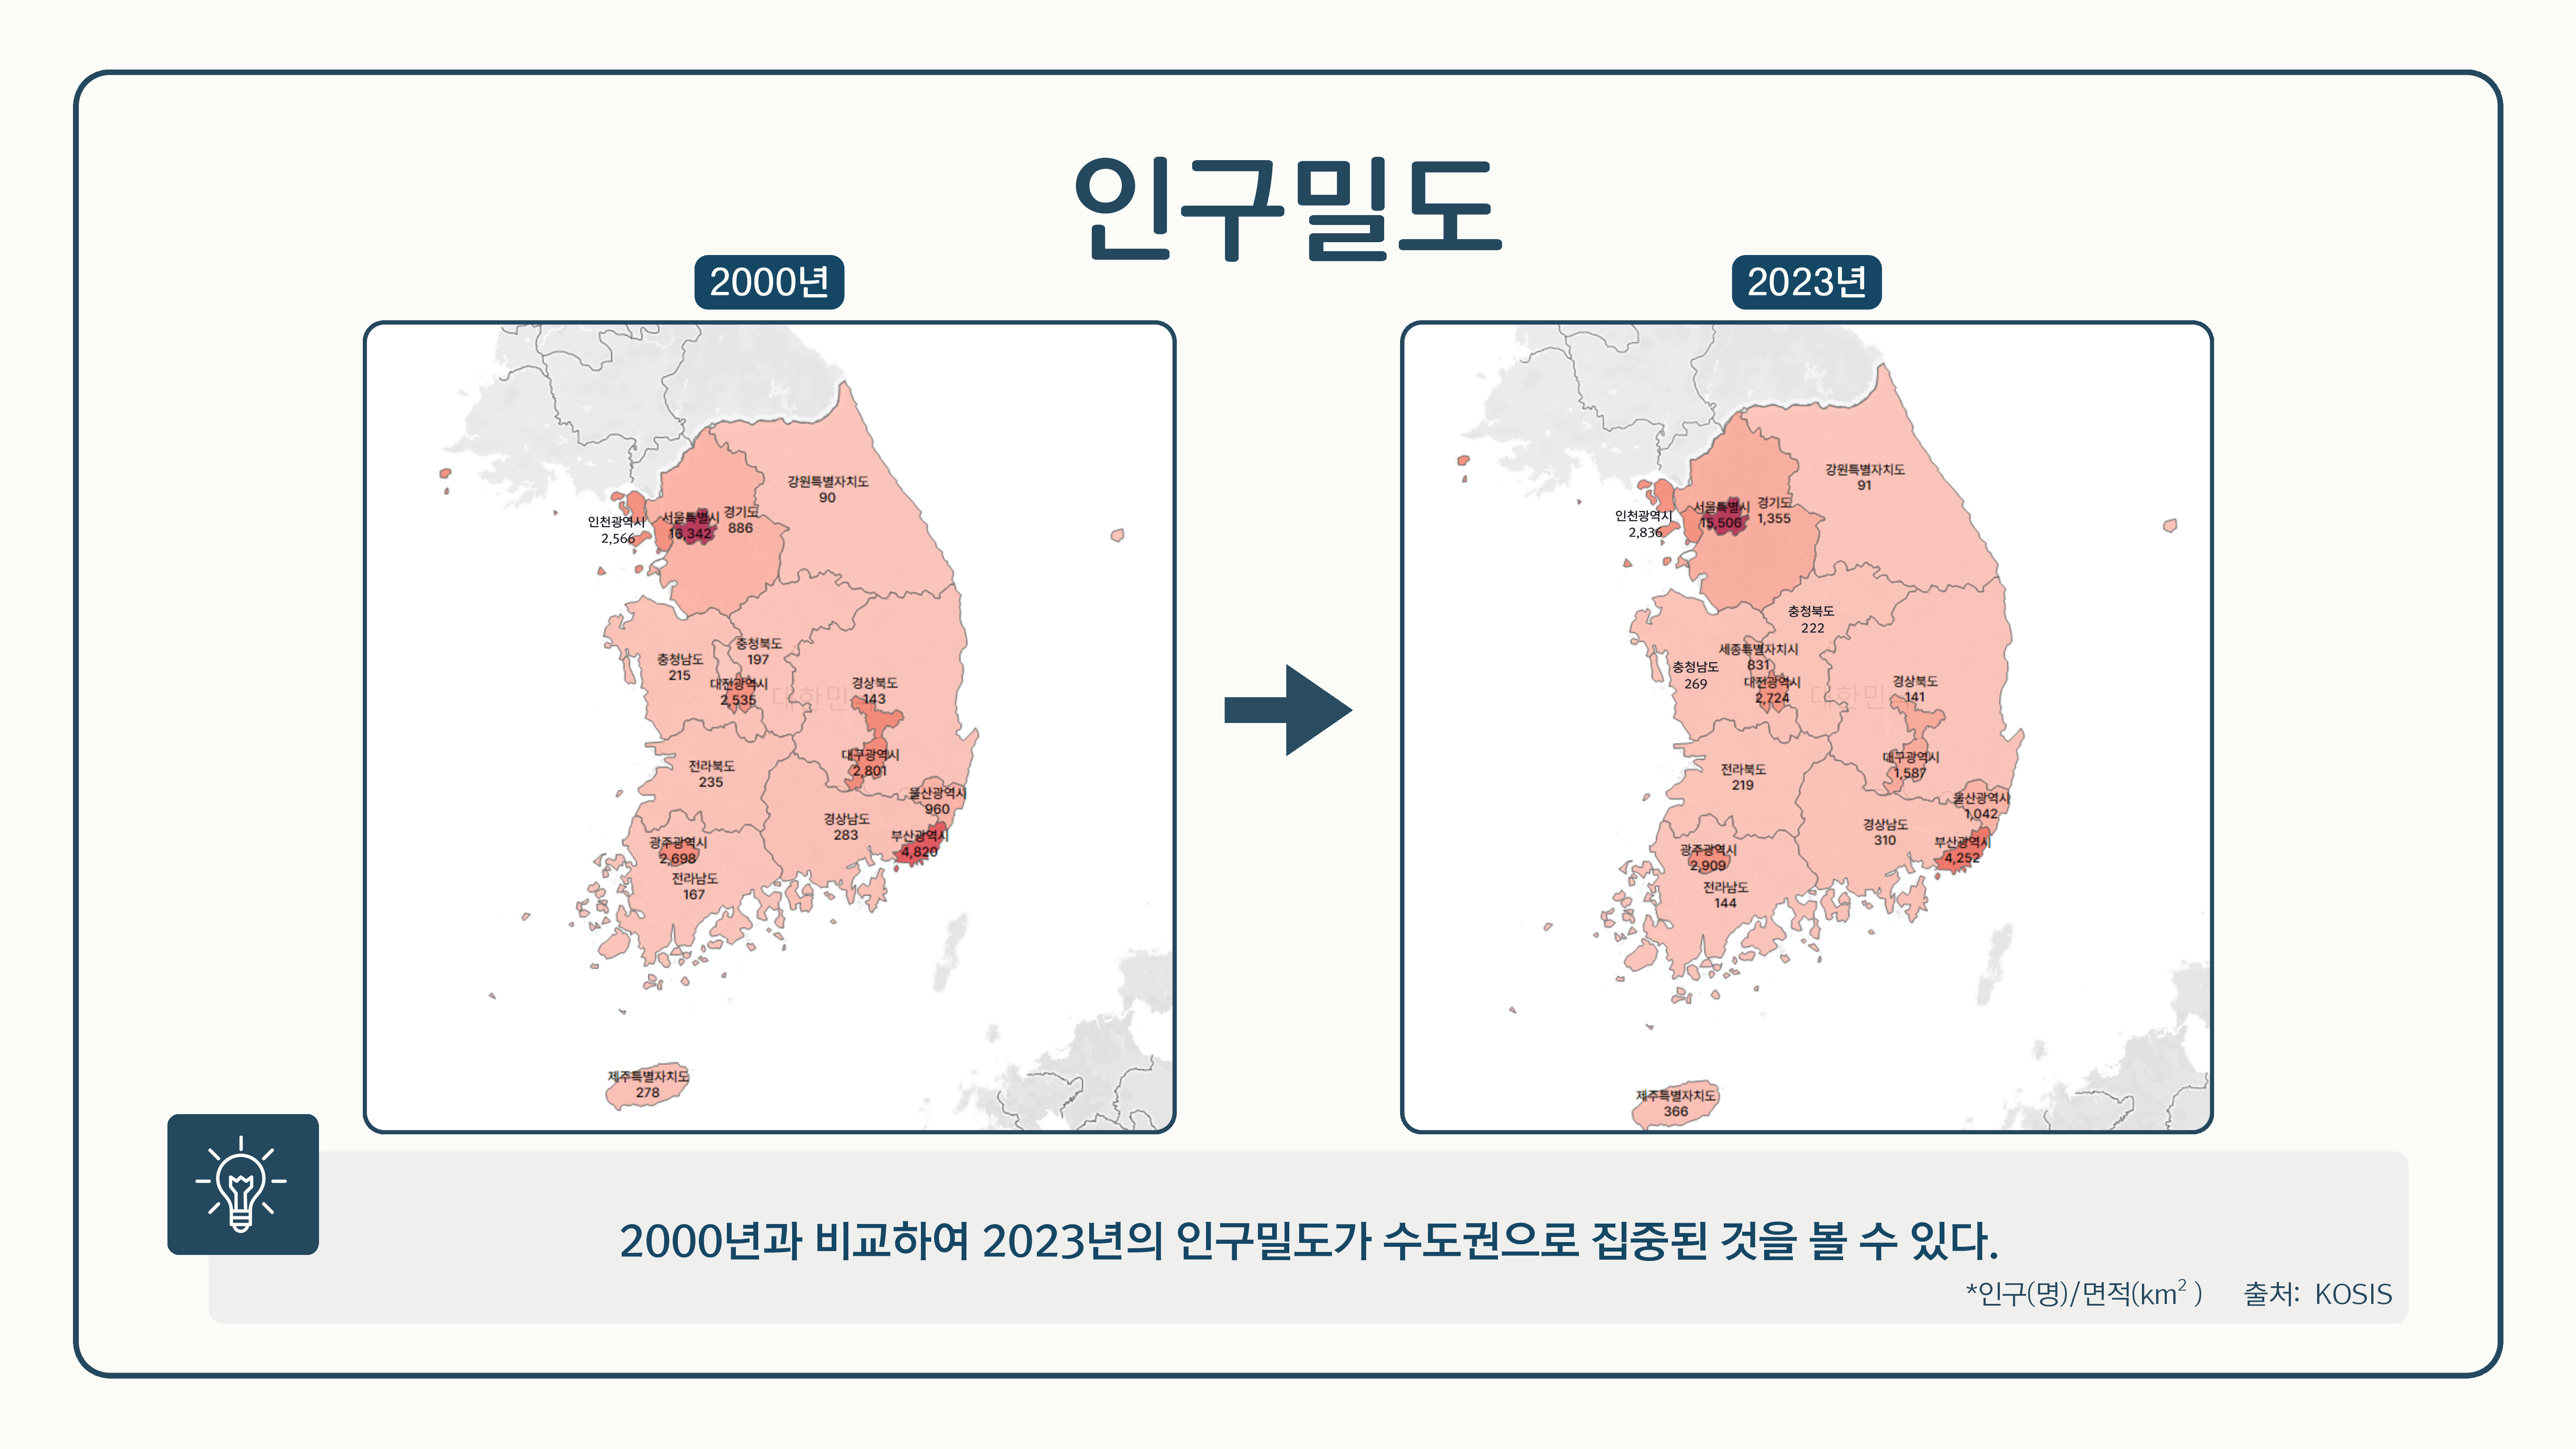 인구밀도
2000년
강원특별자치도
90
서울특별시
16,342
경기도
886
인천광역시
2,566
충청북도
197
충청남도
215
대전광역시
2,535
대한민
경상북도
143
대구광역시
2,801
전라북도
235
울산광역시
960
경상남도
283
부산광역시
4,820
광주광역시
2,698
전라남도
167
제주특별자치도
278
2023년
강원특별자치도
91
서울특별시
15,506
경기도
1,355
인천광역시
2,836
충청북도
222
세종특별자치시
831
충청남도
269
대전광역시
2,724
대한민
경상북도
141
대구광역시
1,587
전라북도
219
울산광역시
1,042
경상남도
310
부산광역시
4,252
광주광역시
2,909
전라남도
144
제주특별자치도
366
2000년과 비교하여 2023년의 인구밀도가 수도권으로 집중된 것을 볼 수 있다.
*인구(명)/면적(km²) 출처: KOSIS